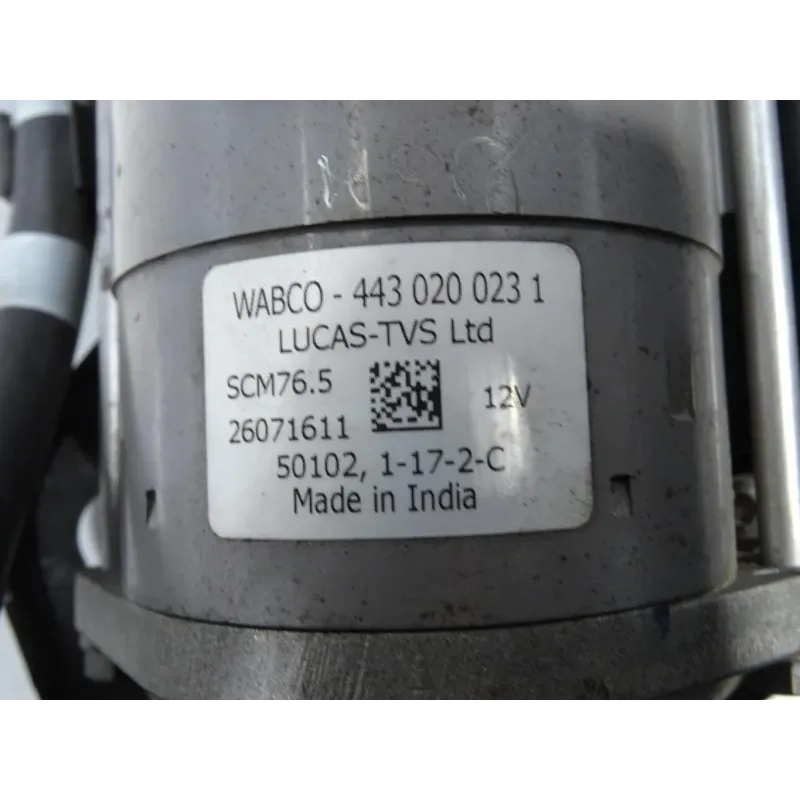 WABCO - 443 020 023 1
LUCAS-TVS Ltd
SCM76.5
12V
26071611
50102, 1-17-2-C
Made in India